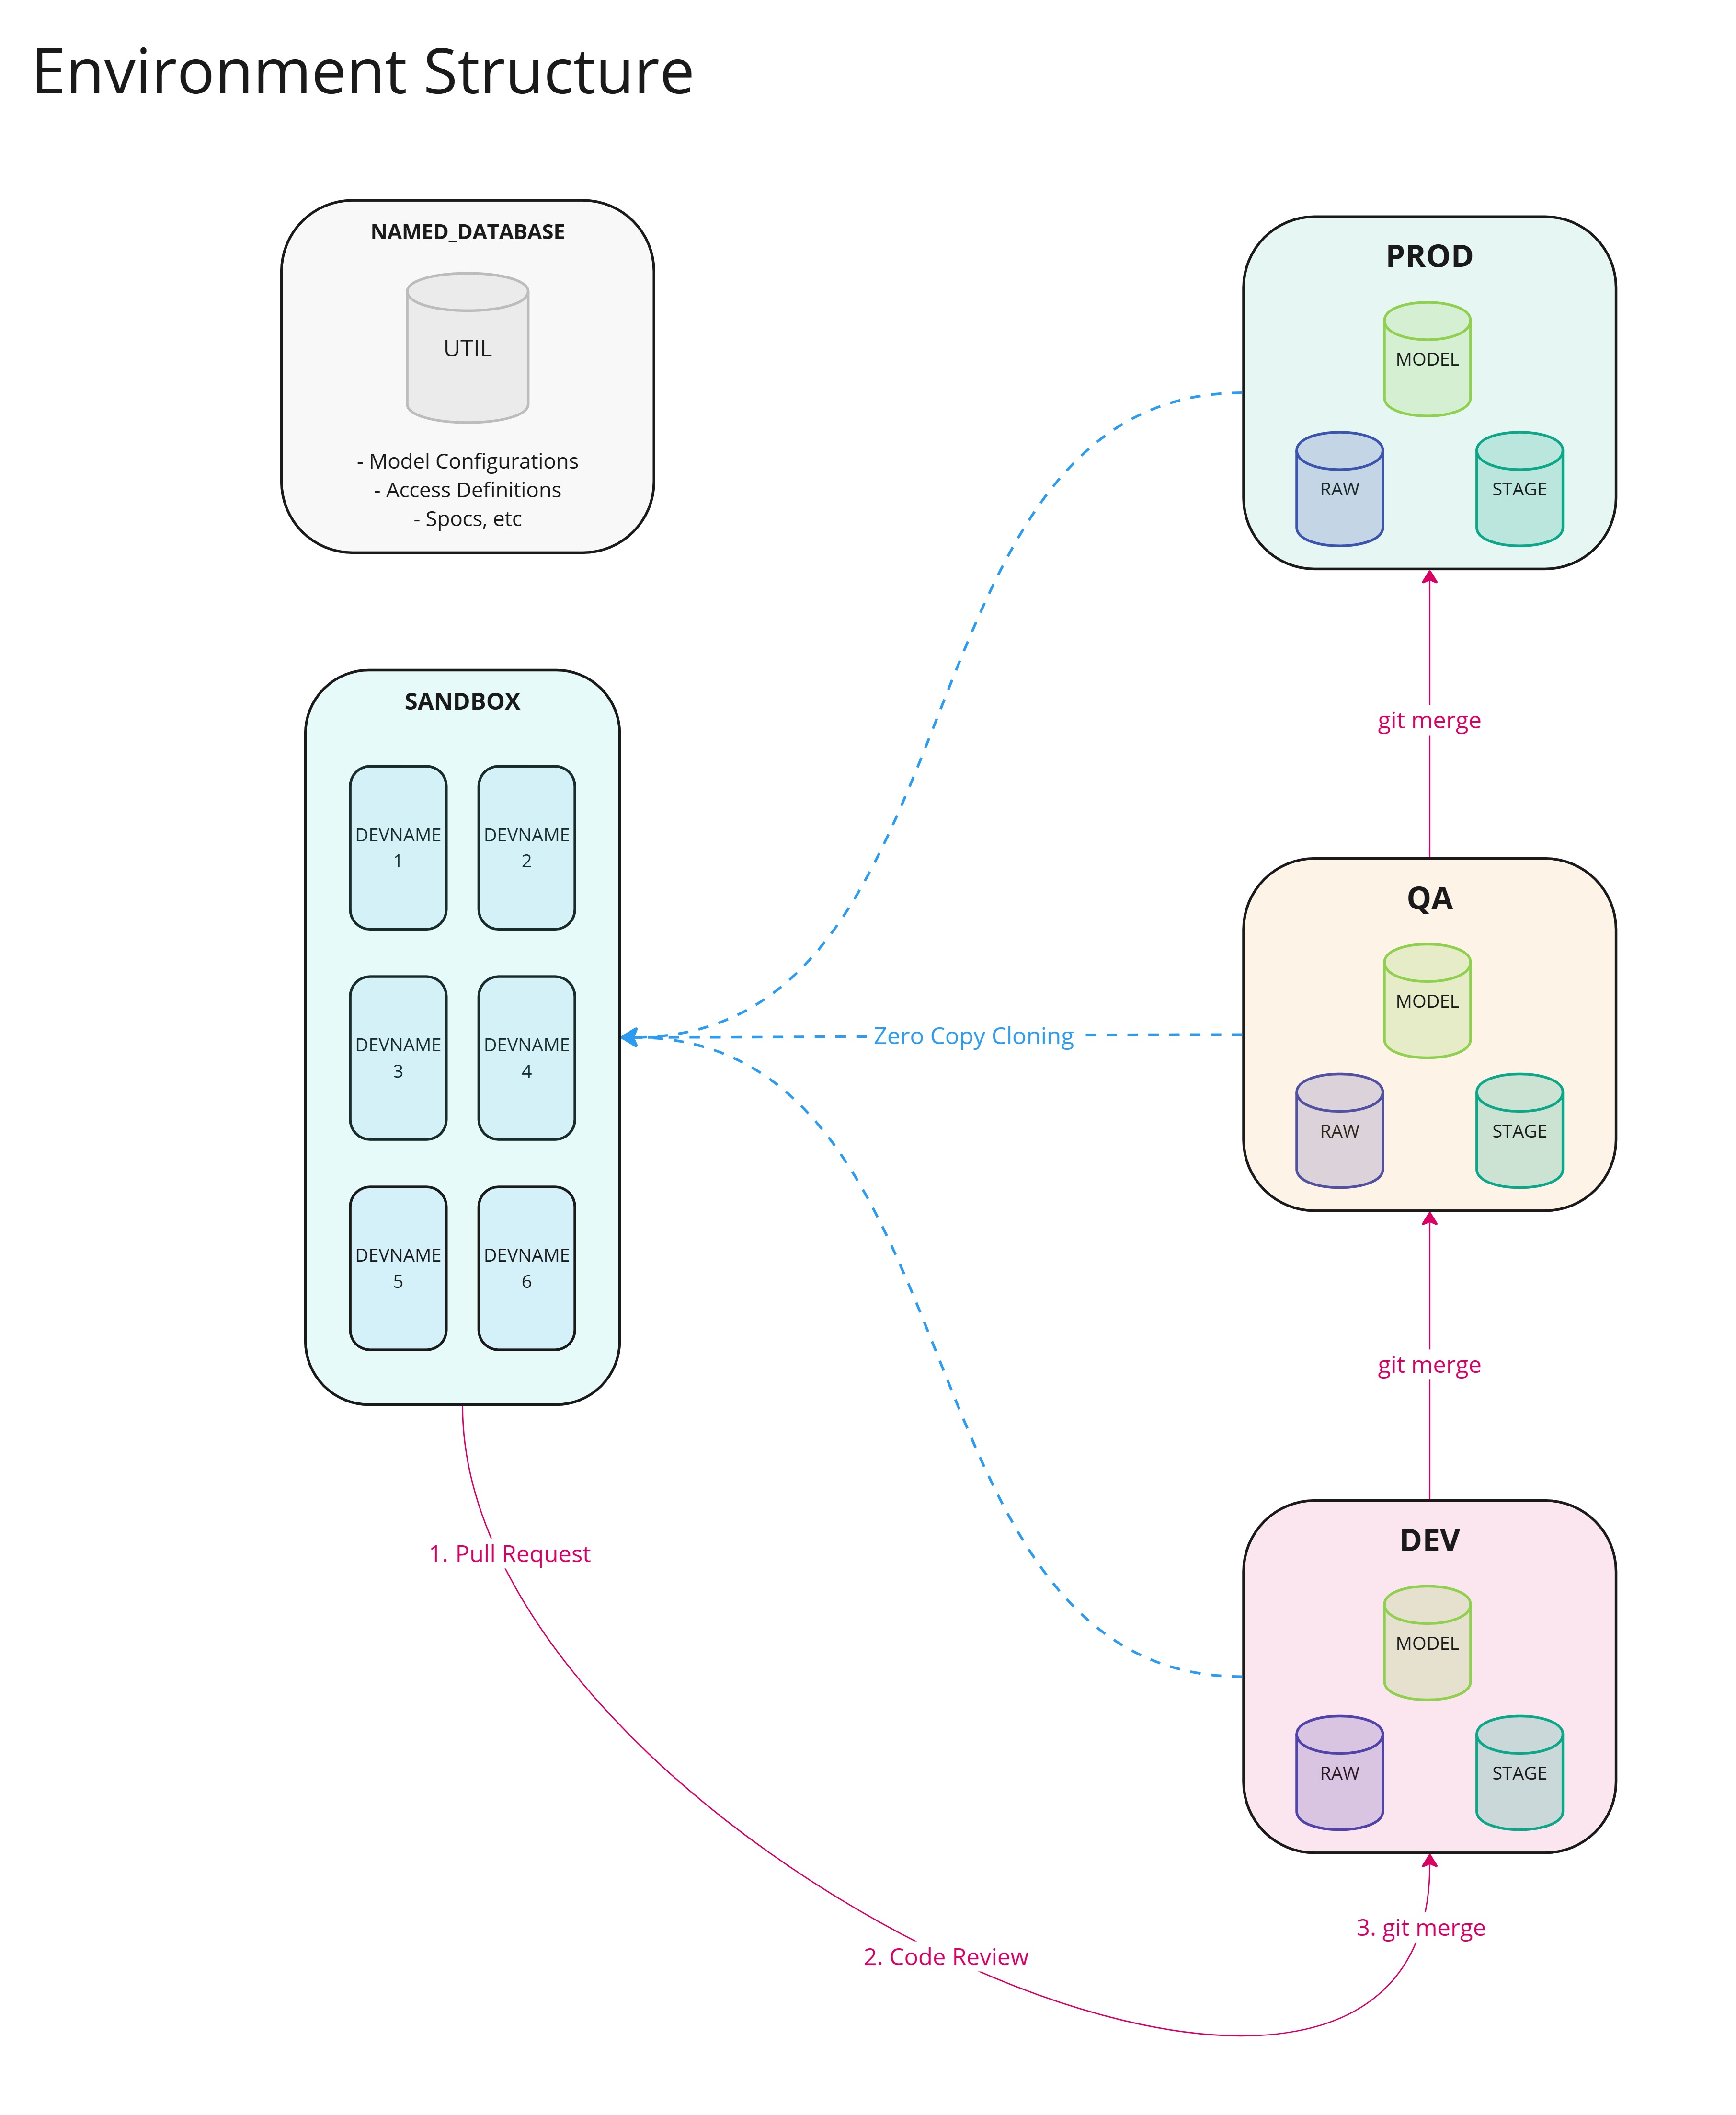 Environment Structure
NAMED_DATABASE
UTIL
- Model Configurations
- Access Definitions
- Spocs, etc
PROD
MODEL
RAW
STAGE
git merge
SANDBOX
DEVNAME
1
DEVNAME
2
DEVNAME
3
DEVNAME
4
DEVNAME
5
DEVNAME
6
Zero Copy Cloning
QA
MODEL
RAW
STAGE
git merge
DEV
MODEL
RAW
STAGE
1. Pull Request
2. Code Review
3. git merge